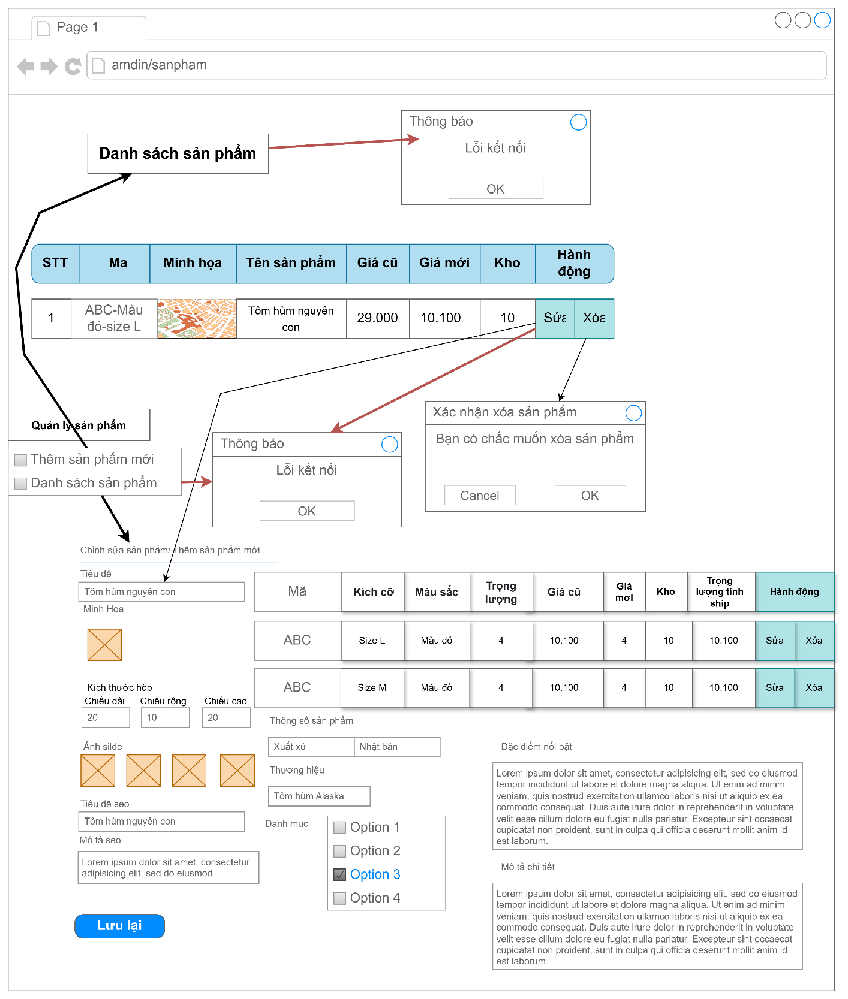 Page 1
amdin/sanpham
Thông báo
Lỗi kết nối
OK
Danh sách sản phẩm
STT Ma Minh họa Tên sản phẩm Giá cũ Giá mới Kho Hành động
1 ABC-Màu đỏ-size L Tôm hùm nguyên con 29.000 10.100 10 Sửa Xóa
Quản lý sản phẩm
Thêm sản phẩm mới
Danh sách sản phẩm
Thông báo
Lỗi kết nối
OK
Xác nhận xóa sản phẩm
Bạn có chắc muốn xóa sản phẩm
Cancel OK
Chỉnh sửa sản phẩm/ Thêm sản phẩm mới
Tiêu đề
Tôm hùm nguyên con
Minh Hoa
Mã Kích cỡ Màu sắc Trọng lượng Giá cũ Giá mơi Kho Trọng lượng tính ship Hành động
ABC Size L Màu đỏ 4 10.100 4 10 10.100 Sửa Xóa
ABC Size M Màu đỏ 4 10.100 4 10 10.100 Sửa Xóa
Kích thước hộp
Chiều dài Chiều rộng Chiều cao
20 10 20
Ảnh silde
Tiêu đề seo
Tôm hùm nguyên con
Mô tả seo
Lorem ipsum dolor sit amet, consectetur
adipisicing elit, sed do eiusmod
Lưu lại
Thông số sản phẩm
Xuất xứ Nhật bản
Thương hiệu
Tôm hùm Alaska
Danh mục
Option 1
Option 2
Option 3
Option 4
Dặc điểm nổi bật
Lorem ipsum dolor sit amet, consectetur adipisicing elit, sed do eiusmod
tempor incididunt ut labore et dolore magna aliqua. Ut enim ad minim
veniam, quis nostrud exercitation ullamco laboris nisi ut aliquip ex ea
commodo consequat. Duis aute irure dolor in reprehenderit in voluptate
velit esse cillum dolore eu fugiat nulla pariatur. Excepteur sint occaecat
cupidatat non proident, sunt in culpa qui officia deserunt mollit anim id
est laborum.
Mô tả chi tiết
Lorem ipsum dolor sit amet, consectetur adipisicing elit, sed do eiusmod
tempor incididunt ut labore et dolore magna aliqua. Ut enim ad minim
veniam, quis nostrud exercitation ullamco laboris nisi ut aliquip ex ea
commodo consequat. Duis aute irure dolor in reprehenderit in voluptate
velit esse cillum dolore eu fugiat nulla pariatur. Excepteur sint occaecat
cupidatat non proident, sunt in culpa qui officia deserunt mollit anim id
est laborum.